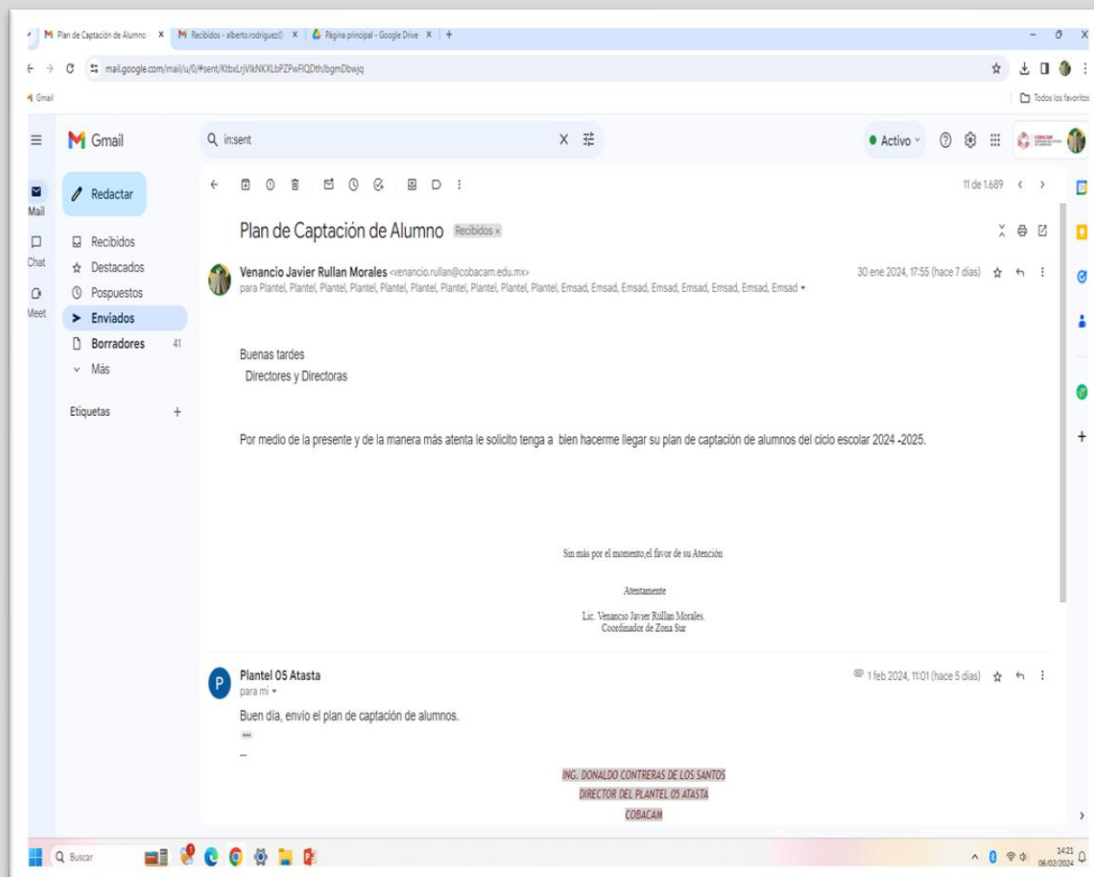 Plan de Captación de Alumno
Recibidos - alberto.rodriguez
Página principal - Google Drive
mail.google.com/mail/u/0/#sent/KtbxLrjVlkNKXLbPZPwFlQDthJbgmDbwjq
Gmail
Todos los favoritos
Gmail
in:sent
Activo
Redactar
11 de 1.689
Mail
Plan de Captación de Alumno Recibidos x
Chat
Recibidos
Destacados
Venancio Javier Rullan Morales <venancio.rullan@cobacam.edu.mx>
30 ene 2024, 17:55 (hace 7 días)
para Plantel, Plantel, Plantel, Plantel, Plantel, Plantel, Plantel, Plantel, Plantel, Plantel, Plantel, Emsad, Emsad, Emsad, Emsad, Emsad, Emsad, Emsad, Emsad
Pospuestos
Meet
Enviados
Borradores 41
Más
Etiquetas +
Buenas tardes
Directores y Directoras
Por medio de la presente y de la manera más atenta le solicito tenga a bien hacerme llegar su plan de captación de alumnos del ciclo escolar 2024 -2025.
Sin más por el momento,el favor de su Atención
Atentamente
Lic. Venancio Javier Rúllan Morales.
Coordinador de Zona Sur
P
Plantel 05 Atasta
1 feb 2024, 11:01 (hace 5 días)
para mí
Buen día, envío el plan de captación de alumnos.
...
--
ING. DONALDO CONTRERAS DE LOS SANTOS
DIRECTOR DEL PLANTEL 05 ATASTA
COBACAM
Buscar
14:21
06/02/2024